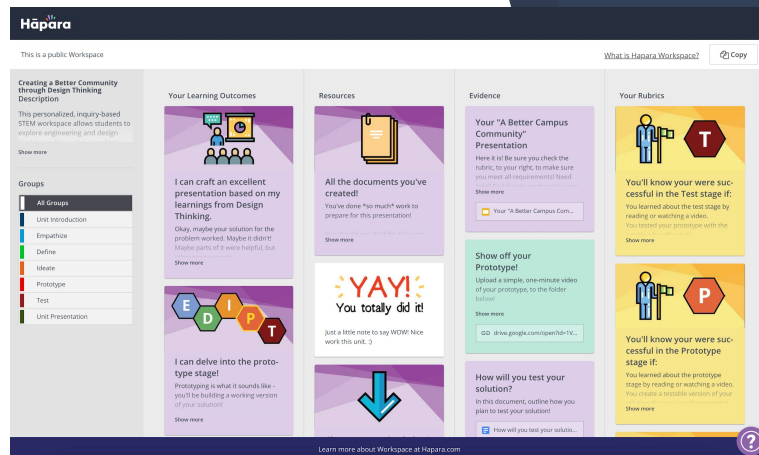 Hāpara
This is a public Workspace
What is Hapara Workspace?
Copy
Creating a Better Community
through Design Thinking
Description
This personalized, inquiry-based
STEM workspace allows students to
explore engineering and design
Show more
Groups
All Groups
Unit Introduction
Empathize
Define
Ideate
Prototype
Test
Unit Presentation
Your Learning Outcomes
I can craft an excellent
presentation based on my
learnings from Design
Thinking.
Okay, maybe your solution for the
problem worked. Maybe it didn't!
Maybe parts of it were helpful, but
Show more
E
D
I
P
T
I can delve into the proto-
type stage!
Prototyping is what it sounds like -
you'll be building a working version
of your solution!
Show more
Resources
All the documents you've
created!
You've done *so much* work to
prepare for this presentation!
Show more
YAY!
You totally did it!
Just a little note to say WOW! Nice
work this unit. :)
Evidence
Your "A Better Campus
Community"
Presentation
Here it is! Be sure you check the
rubric, to your right, to make sure
you meet all requirements! Need
Show more
Your "A Better Campus Com...
Show off your
Prototype!
Upload a simple, one-minute video
of your prototype, to the folder
below!
Show more
drive.google.com/open?id=1V...
How will you test your
solution?
In this document, outline how you
plan to test your solution!
How will you test your solutio...
Your Rubrics
T
You'll know your were suc-
cessful in the Test stage if:
You learned about the test stage by
reading or watching a video.
You tested your prototype with the
Show more
P
You'll know your were suc-
cessful in the Prototype
stage if:
You learned about the prototype
stage by reading or watching a video.
You create a testable version of your
Show more
Learn more about Workspace at Hapara.com
?